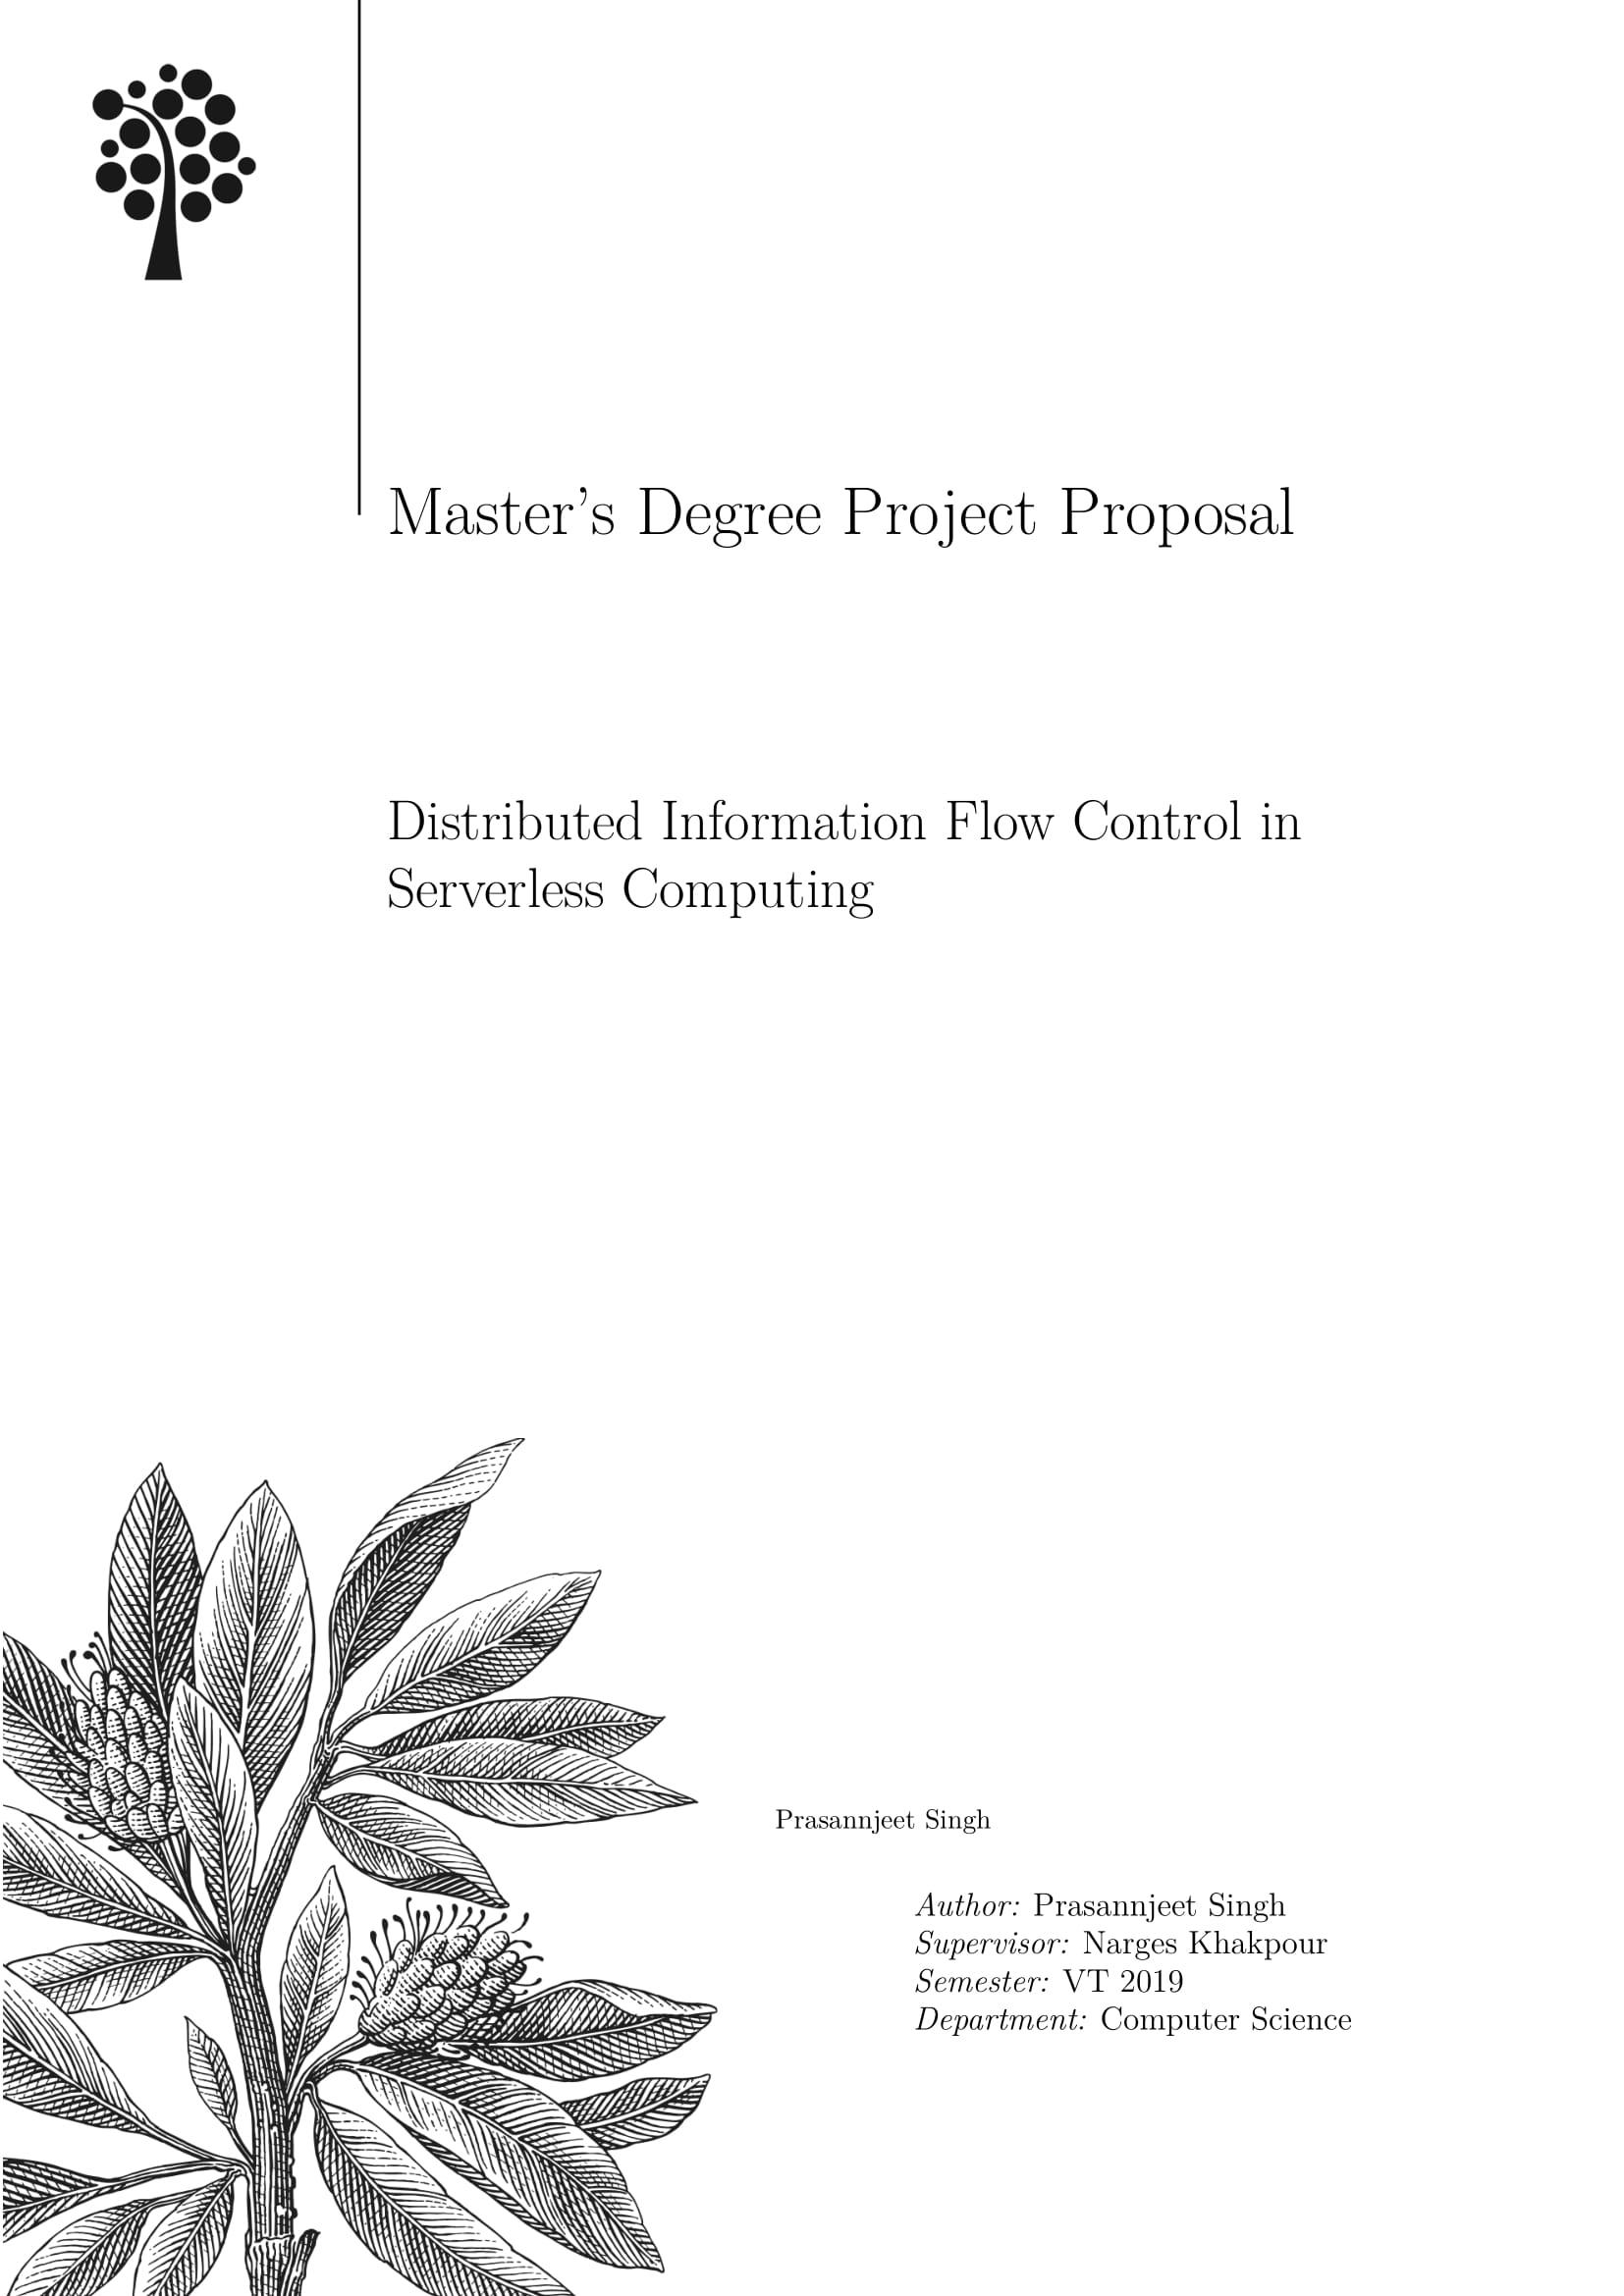 Master's Degree Project Proposal
Distributed Information Flow Control in
Serverless Computing
Prasannjeet Singh
Author: Prasannjeet Singh
Supervisor: Narges Khakpour
Semester: VT 2019
Department: Computer Science